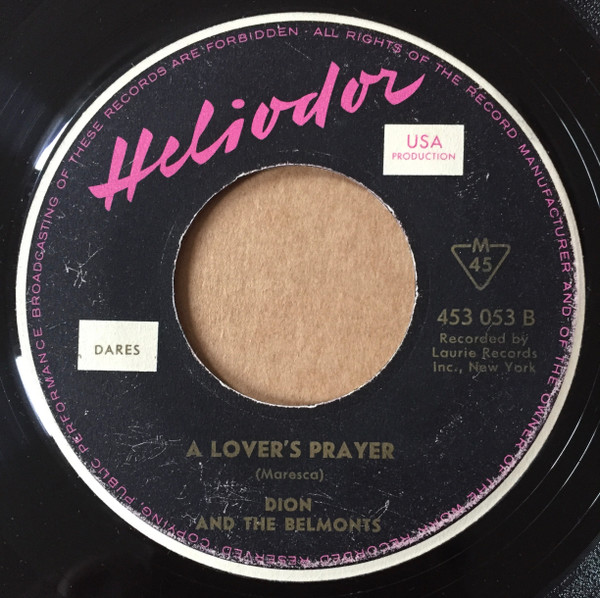 Heliodor
USA
PRODUCTION
M
45
453 053 B
Recorded by
Laurie Records
Inc., New York
DARES
A LOVER'S PRAYER
(Maresca)
DION
AND THE BELMONTS
ALL RIGHTS OF THE RECORD MANUFACTURER AND OF THE OWNER OF THE WORK RECORDED RESERVED COPYING PUBLIC PERFORMANCE BROADCASTING OF THESE RECORDS ARE FORBIDDEN ·